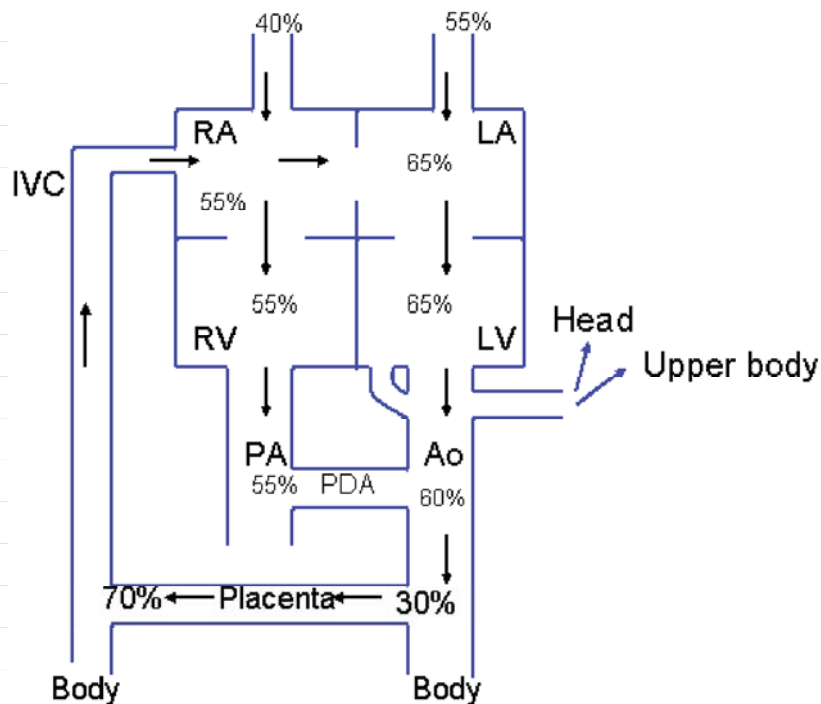 40% 55%
RA LA
65%
IVC
55%
55% 65%
RV LV
Head
Upper body
PA Ao
55% PDA 60%
70% Placenta 30%
Body Body